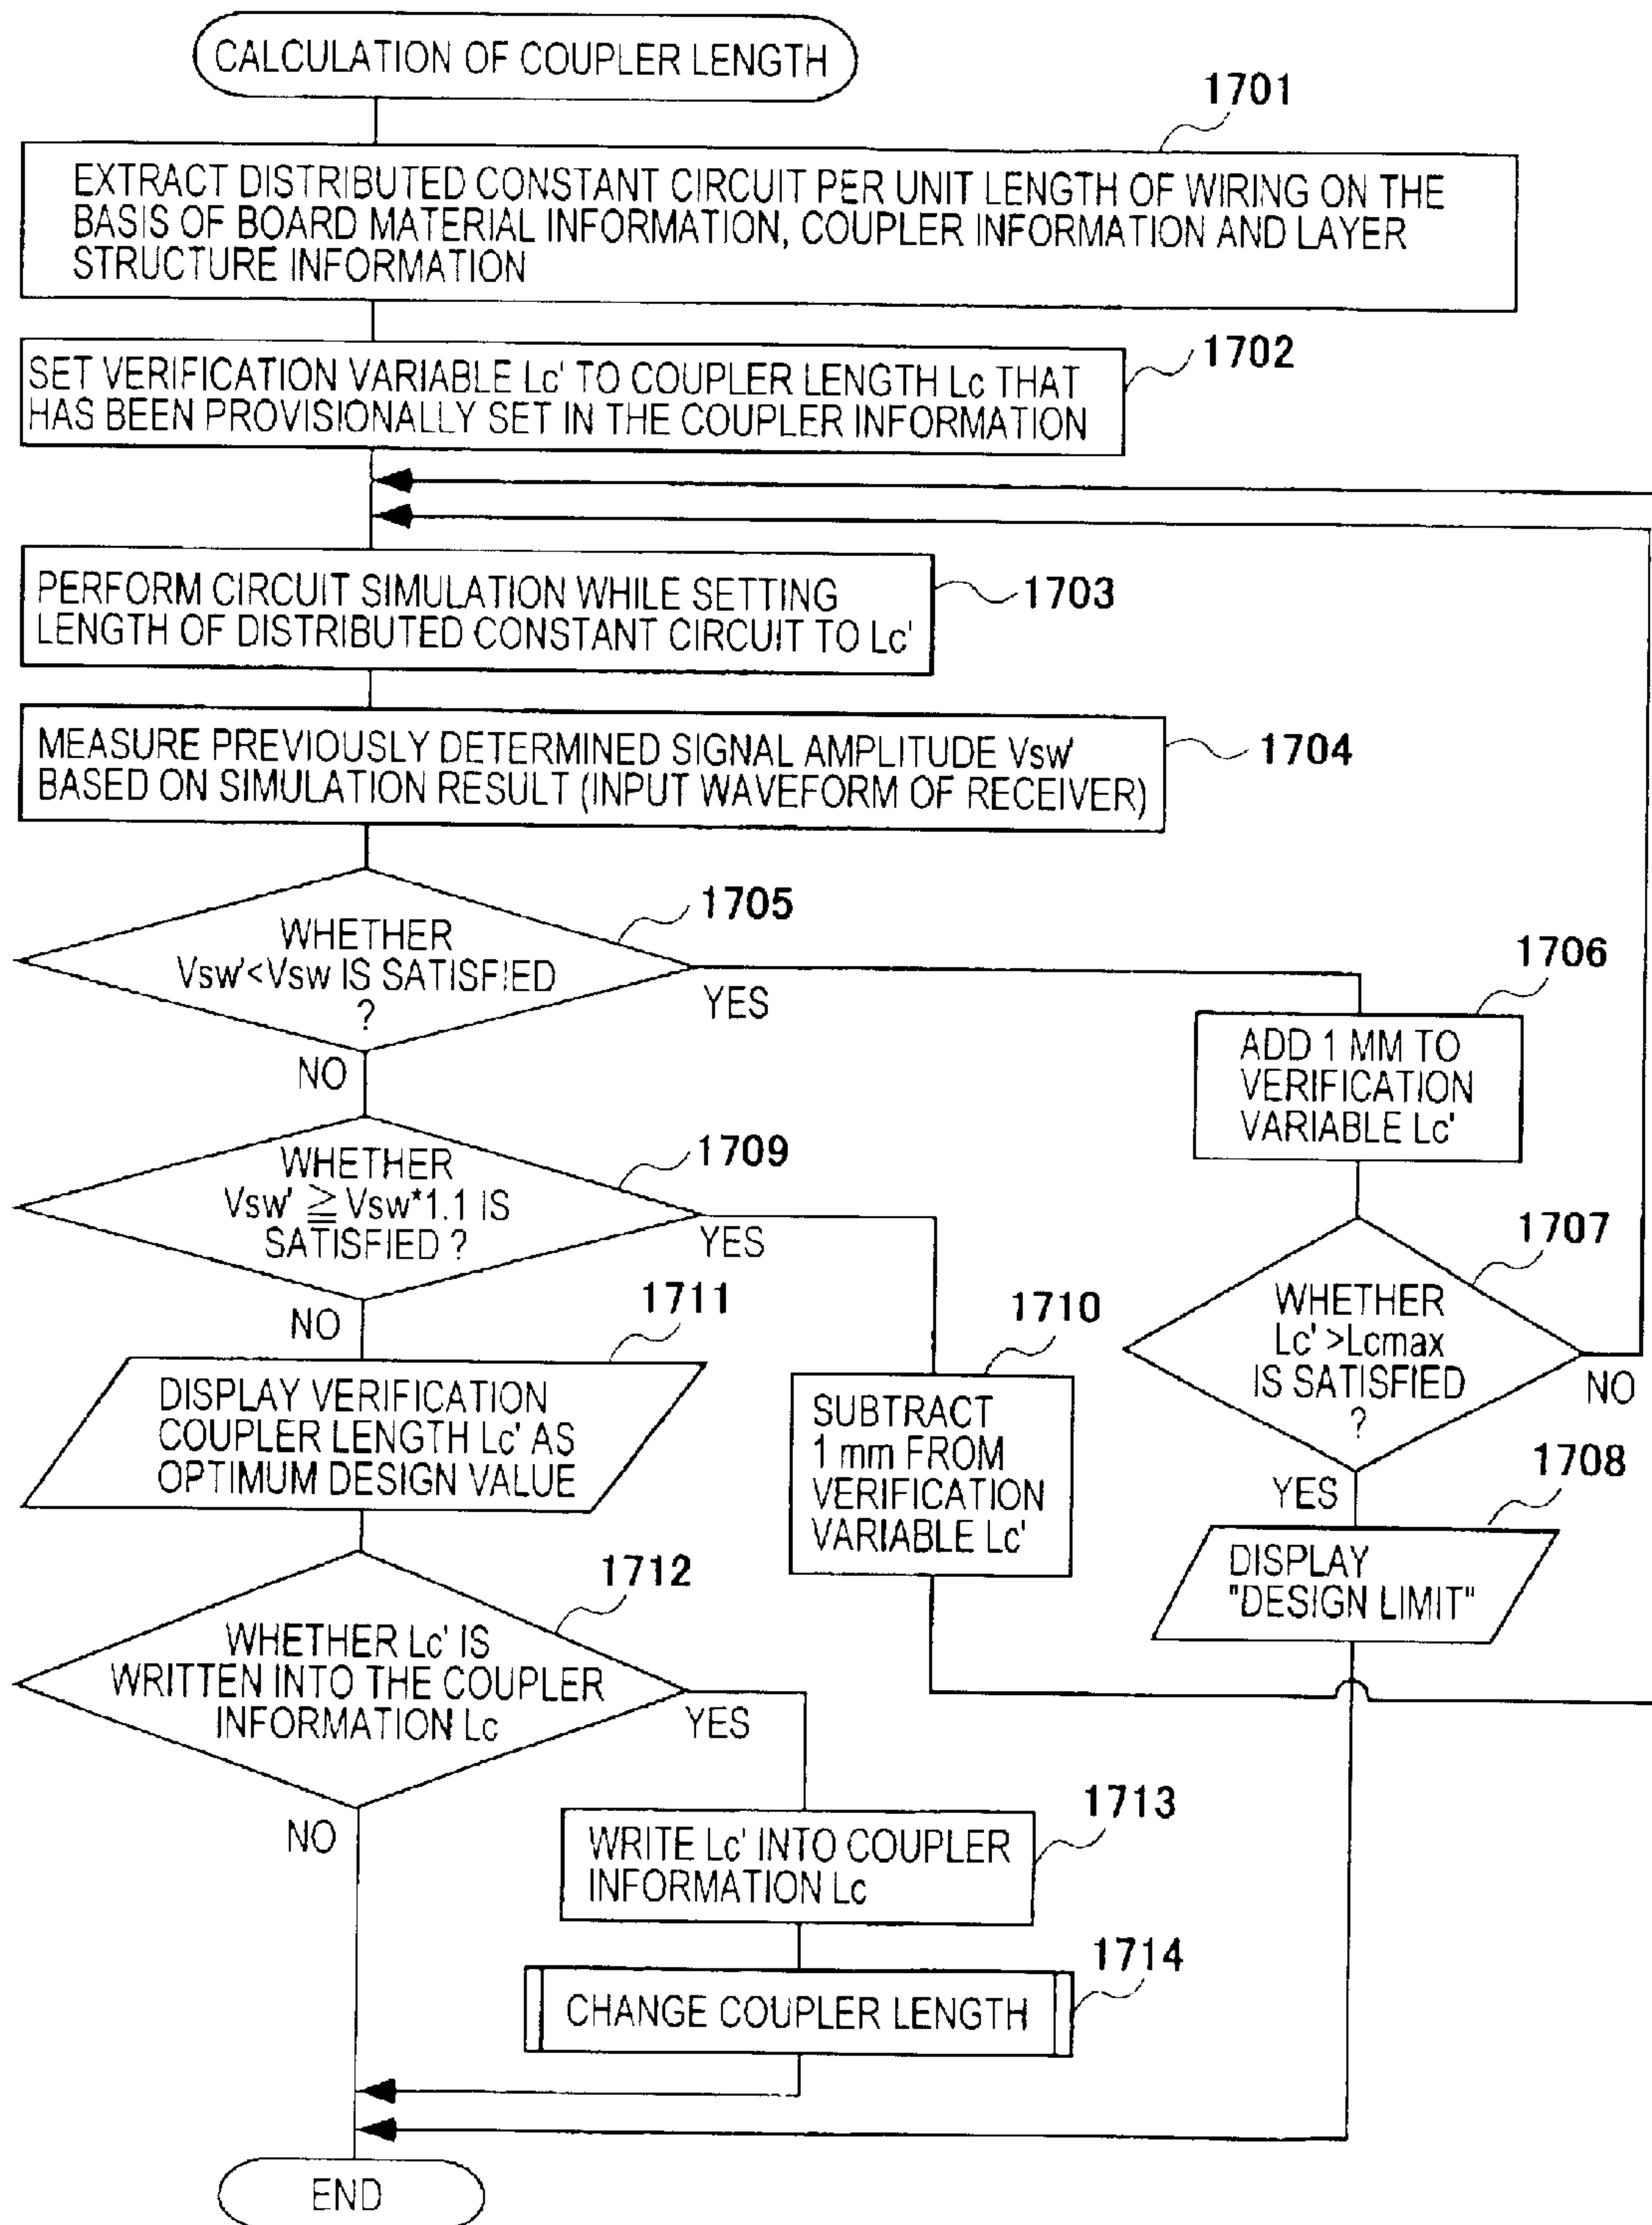 CALCULATION OF COUPLER LENGTH
1701
EXTRACT DISTRIBUTED CONSTANT CIRCUIT PER UNIT LENGTH OF WIRING ON THE
BASIS OF BOARD MATERIAL INFORMATION, COUPLER INFORMATION AND LAYER
STRUCTURE INFORMATION
1702
SET VERIFICATION VARIABLE Lc' TO COUPLER LENGTH Lc THAT
HAS BEEN PROVISIONALLY SET IN THE COUPLER INFORMATION
PERFORM CIRCUIT SIMULATION WHILE SETTING
LENGTH OF DISTRIBUTED CONSTANT CIRCUIT TO Lc'
1703
MEASURE PREVIOUSLY DETERMINED SIGNAL AMPLITUDE Vsw'
BASED ON SIMULATION RESULT (INPUT WAVEFORM OF RECEIVER)
1704
1705
WHETHER
Vsw'<Vsw IS SATISFIED
?
YES
NO
1706
ADD 1 MM TO
VERIFICATION
VARIABLE Lc'
1709
WHETHER
Vsw' ≧ Vsw*1.1 IS
SATISFIED ?
YES
NO
1707
WHETHER
Lc' >Lcmax
IS SATISFIED
?
NO
YES
1711
DISPLAY VERIFICATION
COUPLER LENGTH Lc' AS
OPTIMUM DESIGN VALUE
1710
SUBTRACT
1 mm FROM
VERIFICATION
VARIABLE Lc'
1708
DISPLAY
"DESIGN LIMIT"
1712
WHETHER Lc' IS
WRITTEN INTO THE COUPLER
INFORMATION Lc
YES
NO
1713
WRITE Lc' INTO COUPLER
INFORMATION Lc
1714
CHANGE COUPLER LENGTH
END